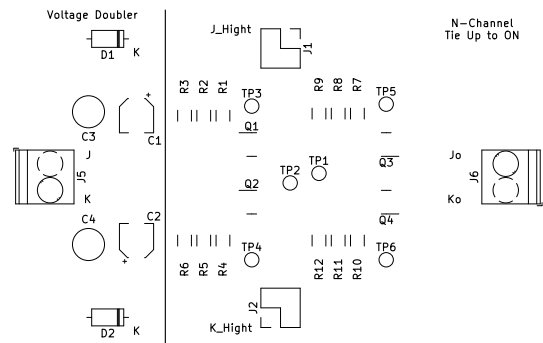 Voltage Doubler
N-Channel
Tie Up to ON
J_Hight
J1
D1
K
R3
R2
R1
R9
R8
R7
TP3
TP5
C3
C1
Q1
J
J5
K
TP1
TP2
Q3
Jo
J6
Ko
Q2
Q4
C4
C2
TP4
TP6
R6
R5
R4
R12
R11
R10
J2
K_Hight
D2
K